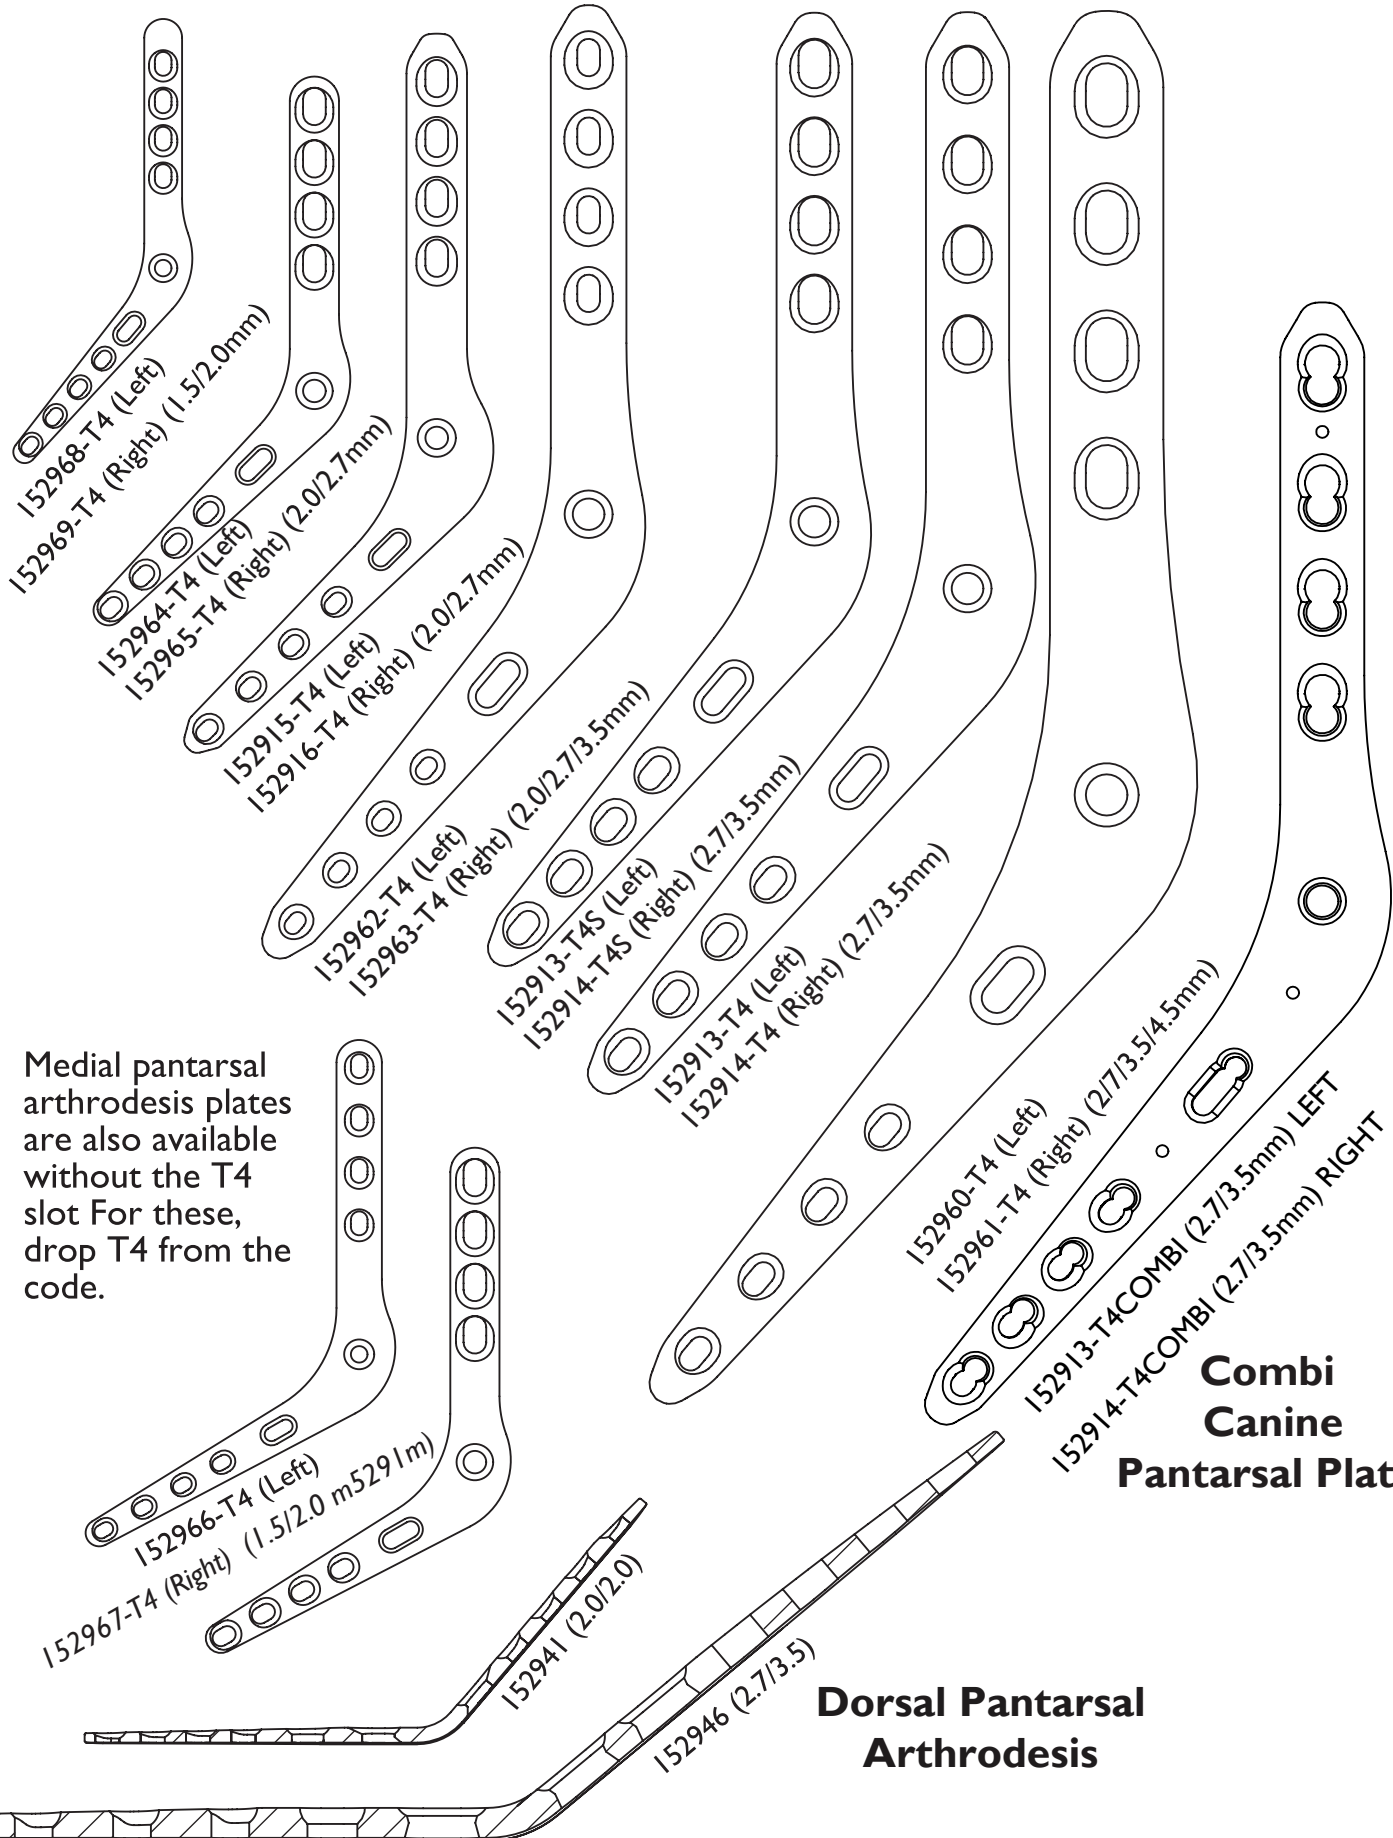 152968-T4 (Left)
152969-T4 (Right) (1.5/2.0mm)
152964-T4 (Left)
152965-T4 (Right) (2.0/2.7mm)
152915-T4 (Left)
152916-T4 (Right) (2.0/2.7mm)
152962-T4 (Left)
152963-T4 (Right) (2.0/2.7/3.5mm)
152913-T4S (Left)
152914-T4S (Right) (2.7/3.5mm)
152913-T4 (Left)
152914-T4 (Right) (2.7/3.5mm)
152960-T4 (Left)
152961-T4 (Right) (2/7/3.5/4.5mm)
152913-T4COMBI (2.7/3.5mm) LEFT
152914-T4COMBI (2.7/3.5mm) RIGHT
Combi
Canine
Pantarsal Plat
Medial pantarsal
arthrodesis plates
are also available
without the T4
slot For these,
drop T4 from the
code.
152966-T4 (Left)
152967-T4 (Right) (1.5/2.0 m5291m)
152941 (2.0/2.0)
152946 (2.7/3.5)
Dorsal Pantarsal
Arthrodesis